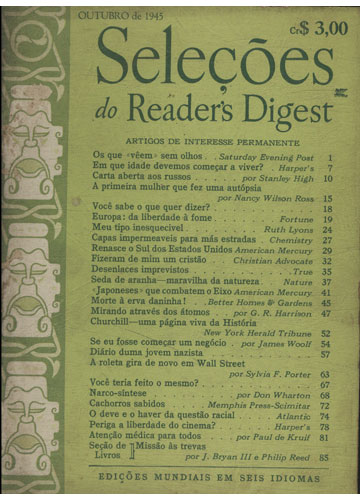 OUTUBRO de 1945
Cr$ 3,00
Seleções
do Reader's Digest
ARTIGOS DE INTERESSE PERMANENTE
Os que «vêem» sem olhos . . Saturday Evening Post 1
Em que idade devemos começar a viver? . Harper's 7
Carta aberta aos russos . . . . . por Stanley High 10
A primeira mulher que fez uma autópsia
por Nancy Wilson Ross 15
Você sabe o que quer dizer? . . . . . . . . . 18
Europa: da liberdade à fome . . . . . . Fortune 19
Meu tipo inesquecível . . . . . . . Ruth Lyons 24
Capas impermeaveis para más estradas . Chemistry 27
Renasce o Sul dos Estados Unidos American Mercury 29
Fizeram de mim um cristão . . Christian Advocate 32
Desenlaces imprevistos . . . . . . . . . True 35
Seda de aranha—maravilha da natureza . . Nature 37
«Japoneses» que combatem o Eixo American Mercury. 41
Morte à erva daninha! . . Better Homes & Gardens 45
Mirando através dos átomos . . por G. R. Harrison 47
Churchill—uma página viva da História
New York Herald Tribune 52
Se eu fosse começar um negócio . por James Woolf 54
Diário duma jovem nazista . . . . . . . . . 57
A roleta gira de novo em Wall Street
por Sylvia F. Porter 63
Você teria feito o mesmo? . . . . . . . . . 67
Narco-síntese . . . . . . . . por Don Wharton 68
Cachorros sabidos . . . . Memphis Press-Scimitar 72
O deve e o haver da questão racial . . . Atlantic 74
Periga a liberdade do cinema? . . . . . Harper's 78
Atenção médica para todos . . . por Paul de Kruif 81
Seção de Livros } Missão às trevas
por J. Bryan III e Philip Reed 85
EDIÇÕES MUNDIAIS EM SEIS IDIOMAS